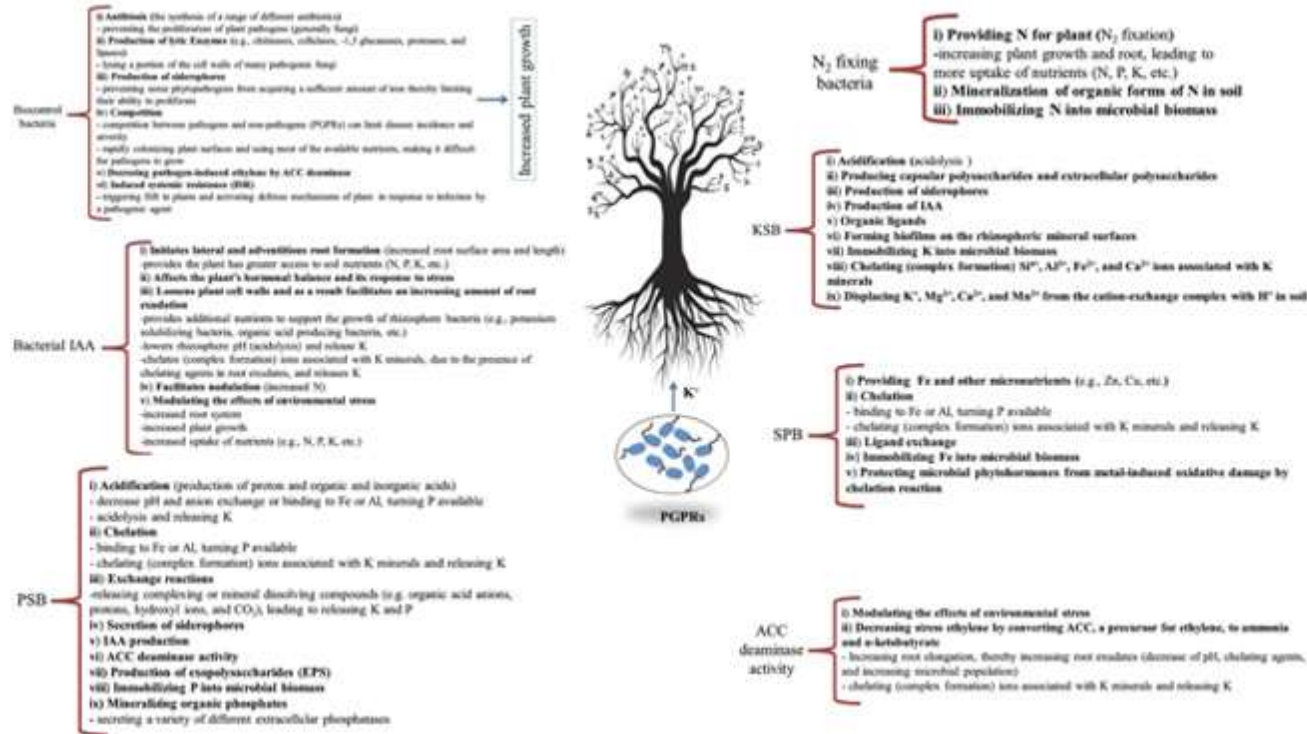 Biocontrol
bacteria
i) Antibiosis (the synthesis of a range of different antibiotics)
- preventing the proliferation of plant pathogens (generally fungi)
ii) Production of lytic Enzymes (e.g., chitinases, cellulases, -1,3 glucanases, proteases, and
lipases)
- lysing a portion of the cell walls of many pathogenic fungi
iii) Production of siderophores
- preventing some phytopathogens from acquiring a sufficient amount of iron thereby limiting
their ability to proliferate
iv) Competition
- competition between pathogens and non-pathogens (PGPRs) can limit disease incidence and
severity
- rapidly colonizing plant surfaces and using most of the available nutrients, making it difficult
for pathogens to grow
v) Decreasing pathogen-induced ethylene by ACC deaminase
vi) Induced systemic resistance (ISR)
- triggering ISR in plants and activating defense mechanisms of plant in response to infection by
a pathogenic agent
Increased plant growth
Bacterial IAA
i) Initiates lateral and adventitious root formation (increased root surface area and length)
-provides the plant has greater access to soil nutrients (N, P, K, etc.)
ii) Affects the plant's hormonal balance and its response to stress
iii) Loosens plant cell walls and as a result facilitates an increasing amount of root
exudation
-provides additional nutrients to support the growth of rhizosphere bacteria (e.g., potassium
solubilizing bacteria, organic acid producing bacteria, etc.)
-lowers rhizosphere pH (acidolysis) and release K
-chelates (complex formation) ions associated with K minerals, due to the presence of
chelating agents in root exudates, and releases K
iv) Facilitates nodulation (increased N)
v) Modulating the effects of environmental stress
-increased root system
-increased plant growth
-increased uptake of nutrients (e.g., N, P, K, etc.)
PSB
i) Acidification (production of proton and organic and inorganic acids)
- decrease pH and anion exchange or binding to Fe or Al, turning P available
- acidolysis and releasing K
ii) Chelation
- binding to Fe or Al, turning P available
- chelating (complex formation) ions associated with K minerals and releasing K
iii) Exchange reactions
-releasing complexing or mineral dissolving compounds (e.g. organic acid anions,
protons, hydroxyl ions, and CO₂), leading to releasing K and P
iv) Secretion of siderophores
v) IAA production
vi) ACC deaminase activity
vii) Production of exopolysaccharides (EPS)
viii) Immobilizing P into microbial biomass
ix) Mineralizing organic phosphates
- secreting a variety of different extracellular phosphatases
K⁺
PGPRs
N₂ fixing
bacteria
i) Providing N for plant (N₂ fixation)
-increasing plant growth and root, leading to
more uptake of nutrients (N, P, K, etc.)
ii) Mineralization of organic forms of N in soil
iii) Immobilizing N into microbial biomass
KSB
i) Acidification (acidolysis )
ii) Producing capsular polysaccharides and extracellular polysaccharides
iii) Production of siderophores
iv) Production of IAA
v) Organic ligands
vi) Forming biofilms on the rhizospheric mineral surfaces
vii) Immobilizing K into microbial biomass
viii) Chelating (complex formation) Si⁴⁺, Al³⁺, Fe²⁺, and Ca²⁺ ions associated with K
minerals
ix) Displacing K⁺, Mg²⁺, Ca²⁺, and Mn²⁺ from the cation-exchange complex with H⁺ in soil
SPB
i) Providing Fe and other micronutrients (e.g., Zn, Cu, etc.)
ii) Chelation
- binding to Fe or Al, turning P available
- chelating (complex formation) ions associated with K minerals and releasing K
iii) Ligand exchange
iv) Immobilizing Fe into microbial biomass
v) Protecting microbial phytohormones from metal-induced oxidative damage by
chelation reaction
ACC
deaminase
activity
i) Modulating the effects of environmental stress
ii) Decreasing stress ethylene by converting ACC, a precursor for ethylene, to ammonia
and α-ketobutyrate
- Increasing root elongation, thereby increasing root exudates (decrease of pH, chelating agents,
and increasing microbial population)
- chelating (complex formation) ions associated with K minerals and releasing K